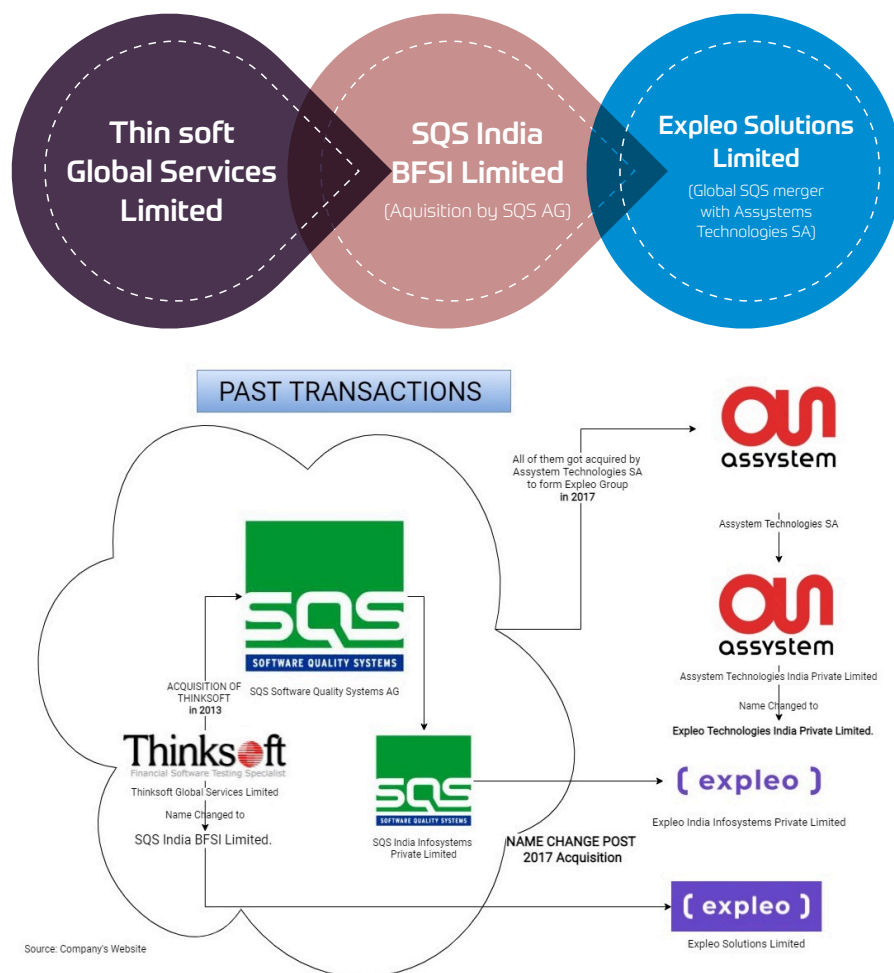 Thin soft
Global Services
Limited
SQS India
BFSI Limited
(Aquisition by SQS AG)
Expleo Solutions
Limited
(Global SQS merger
with Assystems
Technologies SA)
PAST TRANSACTIONS
All of them got acquired by
Assystem Technologies SA
to form Expleo Group
in 2017
assystem
Assystem Technologies SA
assystem
Assystem Technologies India Private Limited
Name Changed to
Expleo Technologies India Private Limited.
SQS
SOFTWARE QUALITY SYSTEMS
SQS Software Quality Systems AG
ACQUISITION OF
THINKSOFT
in 2013
Thinksoft
Financial Software Testing Specialist
Thinksoft Global Services Limited
Name Changed to
SQS India BFSI Limited.
SQS
SOFTWARE QUALITY SYSTEMS
SQS India Infosystems
Private Limited
( expleo )
Expleo India Infosystems Private Limited
NAME CHANGE POST
2017 Acquisition
( expleo )
Expleo Solutions Limited
Source: Company's Website